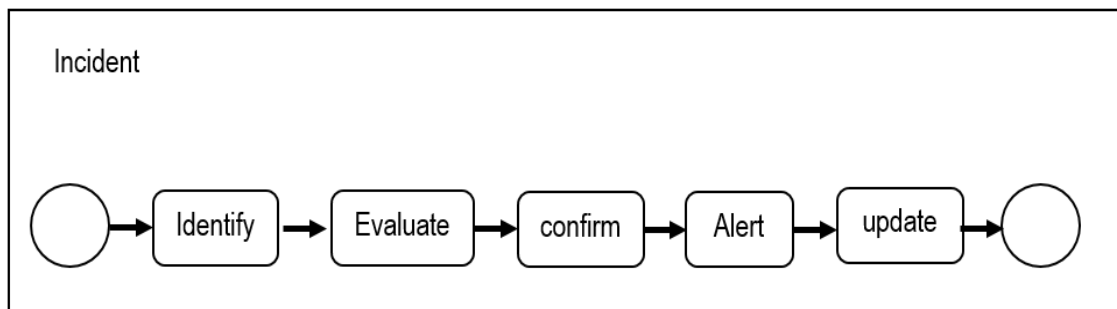 Incident
Identify
Evaluate
confirm
Alert
update